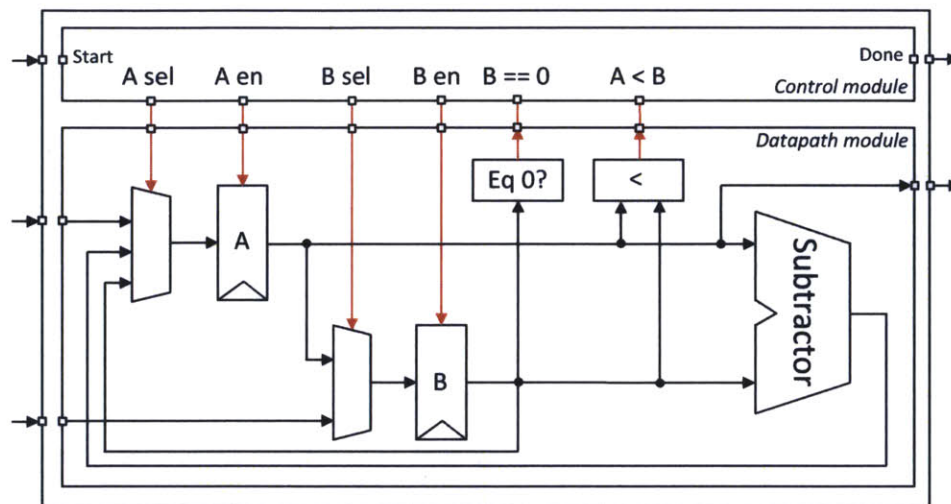 Start
Done
A sel A en B sel B en B == 0 A < B
Control module
Datapath module
Eq 0?
<
A
Subtractor
B